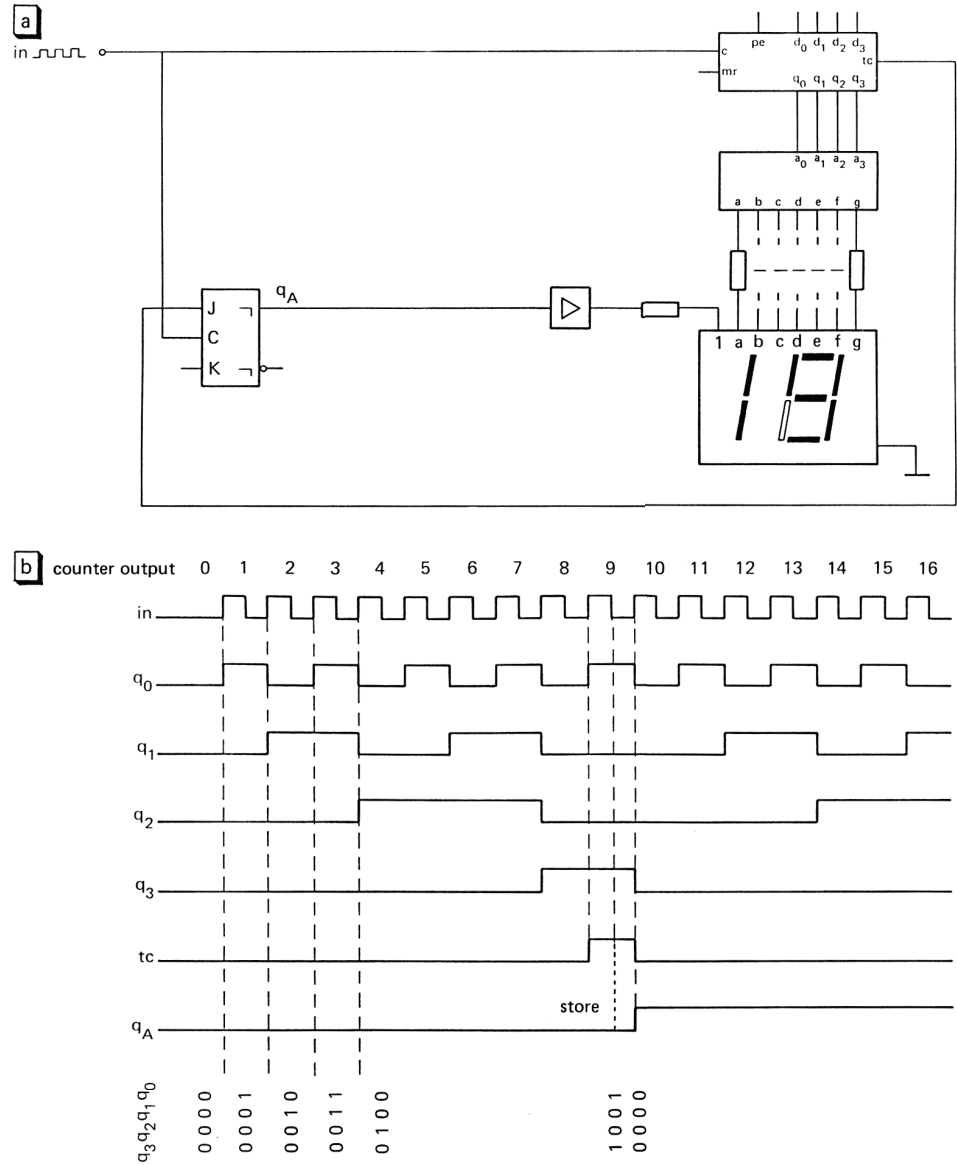 a
in
c pe d0 d1 d2 d3 tc
mr
q0 q1 q2 q3
a0 a1 a2 a3
a b c d e f g
J qA
C
K
1 a b c d e f g
b counter output 0 1 2 3 4 5 6 7 8 9 10 11 12 13 14 15 16
in
q0
q1
q2
q3
tc
store
qA
q3q2q1q0
0000
0001
0010
0011
0100
1001
0000